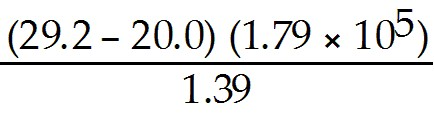 (29.2 – 20.0) (1.79 × 10⁵)
1.39